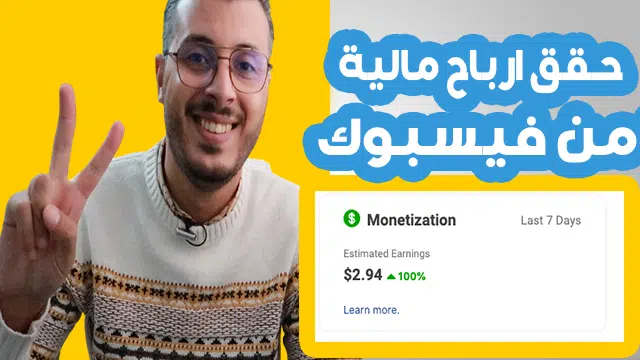 حقق ارباح مالية
من فيسبوك
Monetization
Last 7 Days
Estimated Earnings
$2.94 100%
Learn more.